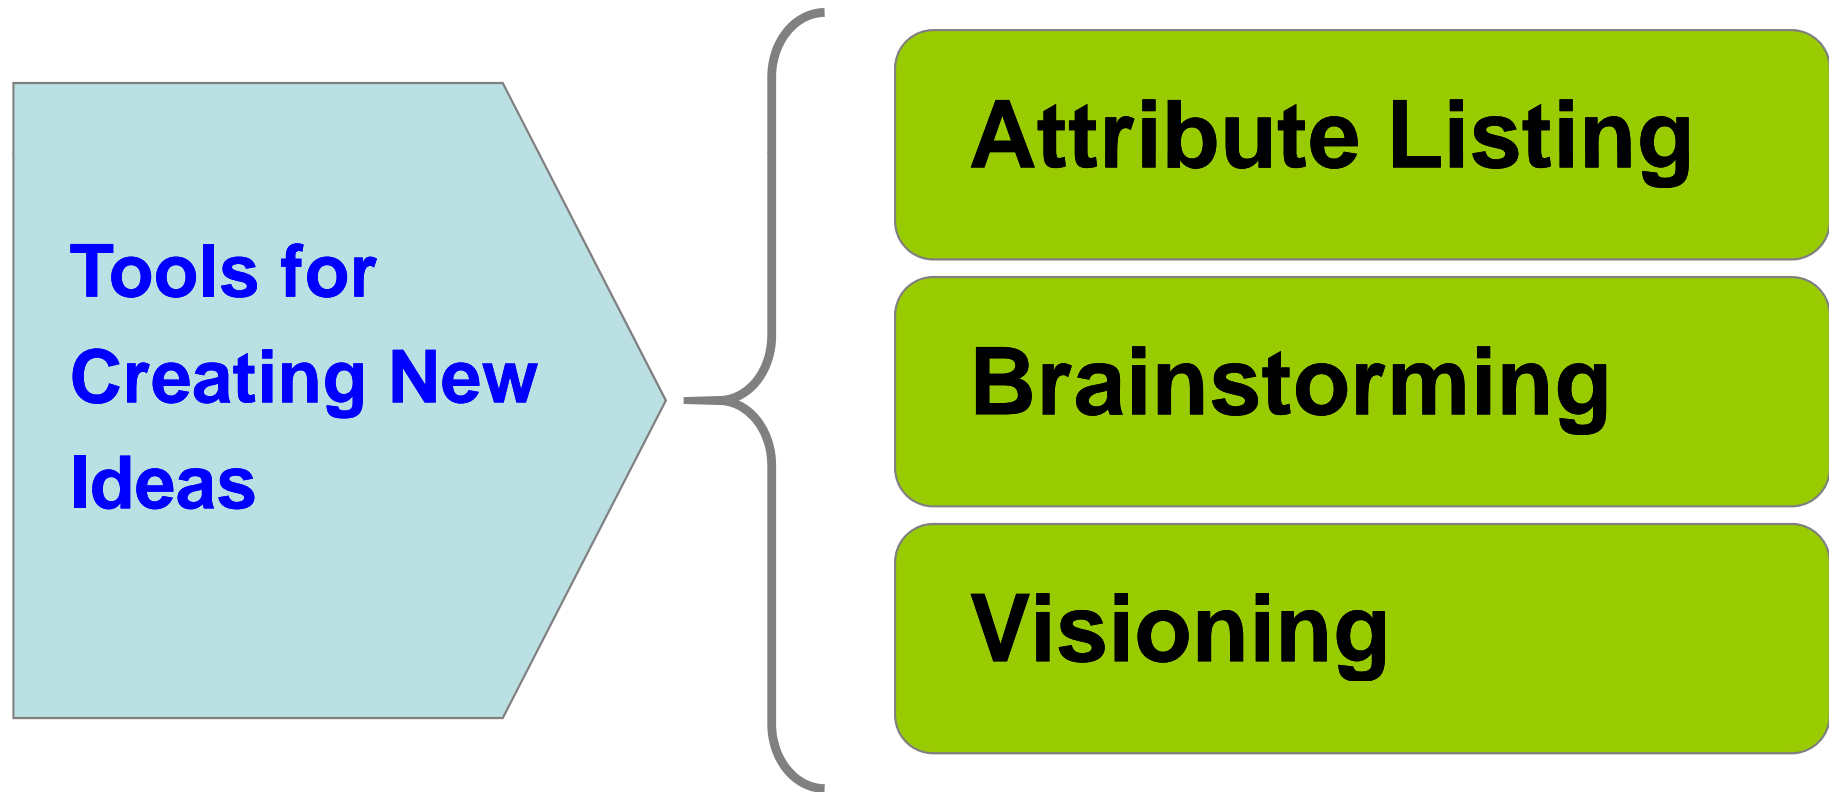 Tools for
Creating New
Ideas
Attribute Listing
Brainstorming
Visioning